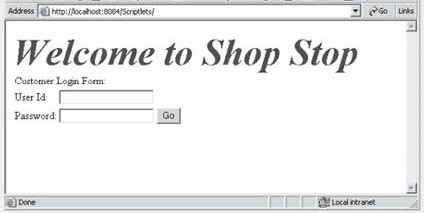 Address http://localhost:8084/Scriptlets/ Go Links
Welcome to Shop Stop
Customer Login Form:
User Id:
Password: Go
Done Local intranet